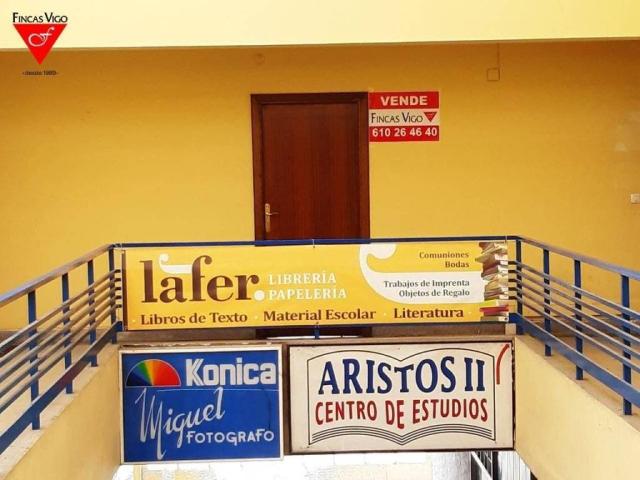 FINCAS VIGO
desde 1989
VENDE
FINCAS VIGO
610 26 46 40
lafer.
LIBRERÍA
PAPELERÍA
Comuniones
Bodas
Trabajos de Imprenta
Objetos de Regalo
· Libros de Texto · Material Escolar · Literatura
Konica
Miguel
FOTOGRAFO
ARISTOS II
CENTRO DE ESTUDIOS